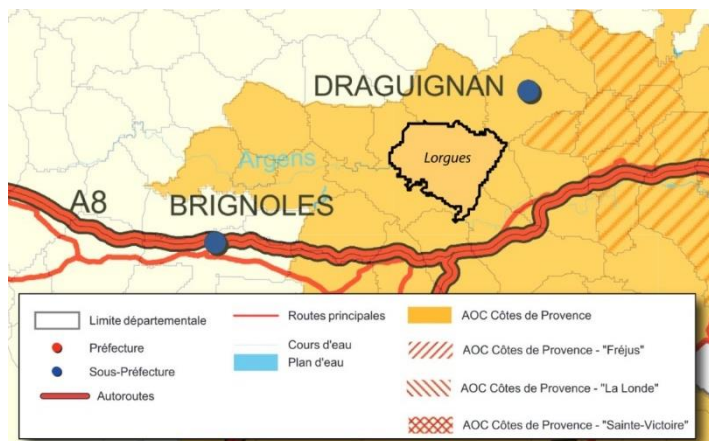 DRAGUIGNAN
Lorgues
Argens
A8
BRIGNOLES
Limite départementale
Préfecture
Sous-Préfecture
Autoroutes
Routes principales
Cours d'eau
Plan d'eau
AOC Côtes de Provence
AOC Côtes de Provence - "Fréjus"
AOC Côtes de Provence - "La Londe"
AOC Côtes de Provence - "Sainte-Victoire"